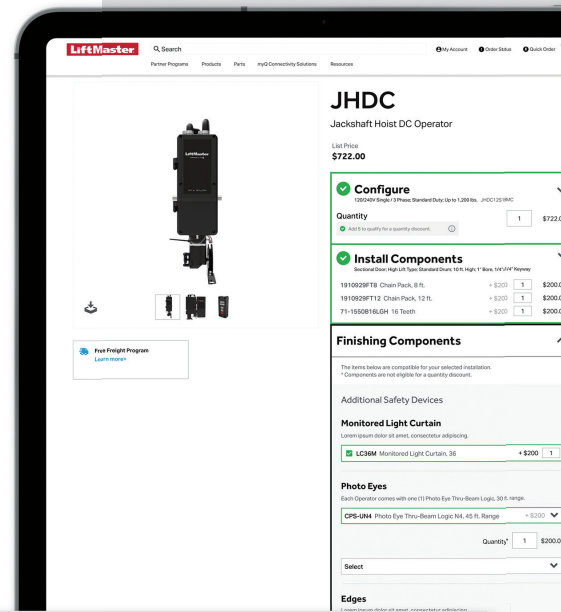 LiftMaster
Search
My Account
Order Status
Quick Order
Partner Programs
Products
Parts
myQ Connectivity Solutions
Resources
LiftMaster
JHDC
Jackshaft Hoist DC Operator
List Price
$722.00
Configure
120/240V Single / 3 Phase; Standard Duty; Up to 1,200 lbs.
Quantity
1
$722.0
Add 5 to qualify for a quantity discount.
Install Components
Sectional Door; High Lift Type; Standard Drum; 10 ft. High; 1" Bore, 1/4"x1/4" Keyway
1910929FT8 Chain Pack, 8 ft. + $200 1 $200.0
1910929FT12 Chain Pack, 12 ft. + $200 1 $200.0
71-1550B16LGH 16 Teeth + $200 1 $200.0
Free Freight Program
Learn more>
Finishing Components
The items below are compatible for your selected installation.
* Components are not eligible for a quantity discount.
Additional Safety Devices
Monitored Light Curtain
Lorem ipsum dolor sit amet, consectetur adipiscing.
LC36M Monitored Light Curtain, 36 + $200 1
Photo Eyes
Each Operator comes with one (1) Photo Eye Thru-Beam Logic, 30 ft. range.
CPS-UN4 Photo Eye Thru-Beam Logic N4, 45 ft. Range + $200
Quantity* 1 $200.0
Select
Edges
Lorem ipsum dolor sit amet, consectetur adipiscing